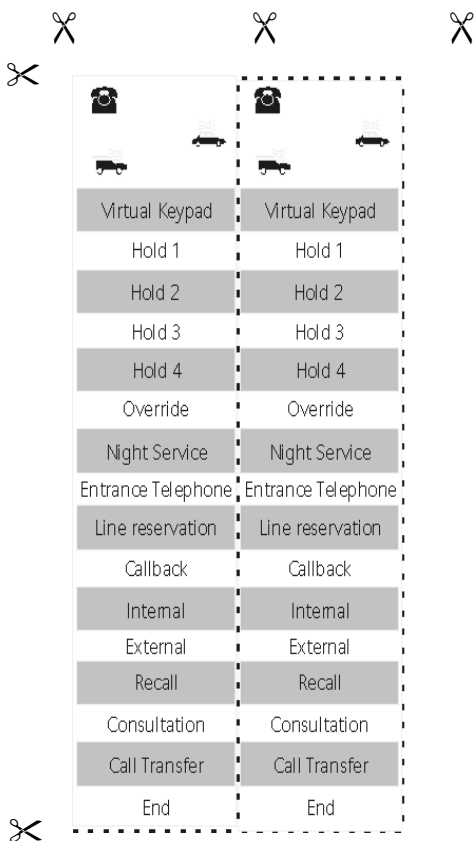 Virtual Keypad Virtual Keypad
Hold 1 Hold 1
Hold 2 Hold 2
Hold 3 Hold 3
Hold 4 Hold 4
Override Override
Night Service Night Service
Entrance Telephone Entrance Telephone
Line reservation Line reservation
Callback Callback
Internal Internal
External External
Recall Recall
Consultation Consultation
Call Transfer Call Transfer
End End